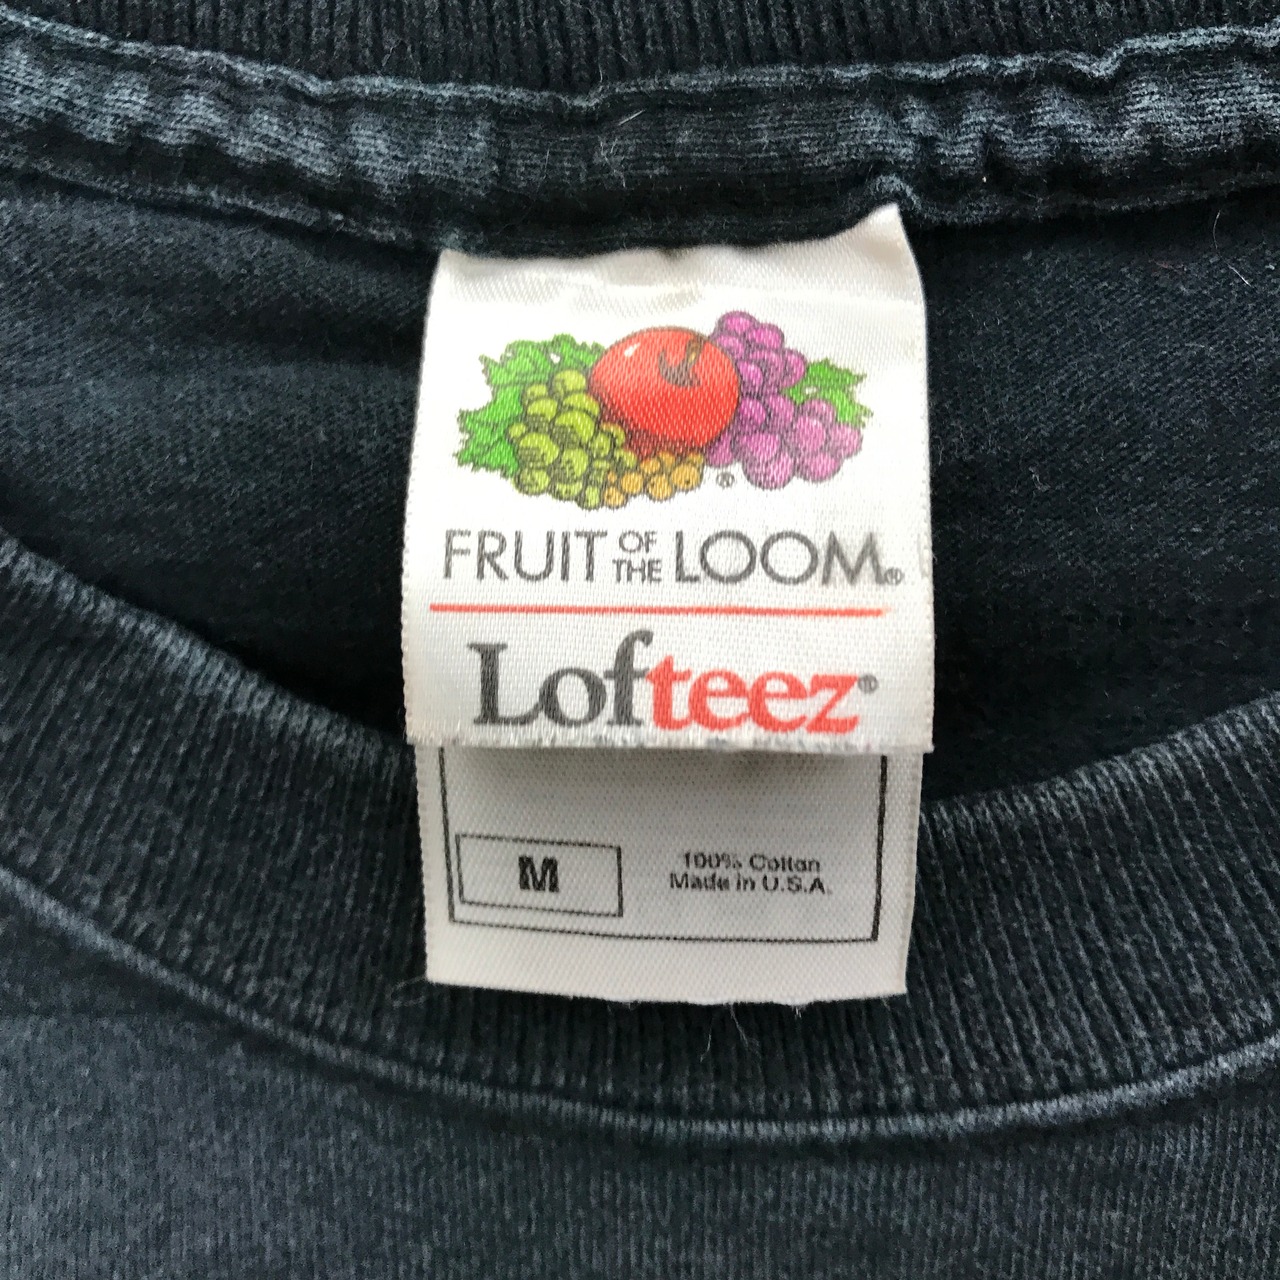 ®
FRUIT OF THE LOOM®
Lofteez®
M
100% Cotton
Made in U.S.A.